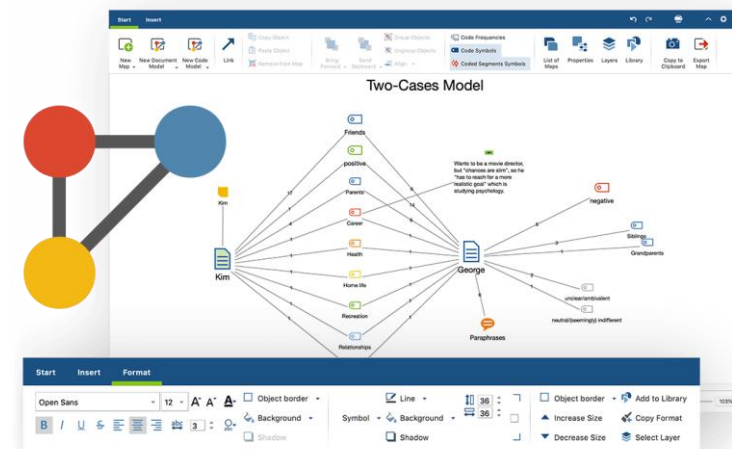 Start Insert
Copy Object
Paste Object
Remove from Map
Group Objects
Ungroup Objects
Align
Code Frequencies
Code Symbols
Coded Segments Symbols
New Map
New Document Model
New Code Model
Link
Bring Forward
Send Backward
List of Maps
Properties
Layers
Library
Copy to Clipboard
Export Map
Two-Cases Model
Friends
positive
Parents
Career
Health
Home life
Recreation
Relationships
Kim
Kim
17
Wants to be a movie director,
but "chances are slim", so he
"has to reach for a more
realistic goal" which is
studying psychology.
George
Paraphrases
negative
Siblings
Grandparents
unclear/ambivalent
neutral/(seemingly) indifferent
Start Insert Format
Open Sans 12 A A A Object border Line 36 Object border Add to Library
B I U S abc 3 Background Symbol Background 36 Increase Size Copy Format
Shadow Shadow Decrease Size Select Layer
103%